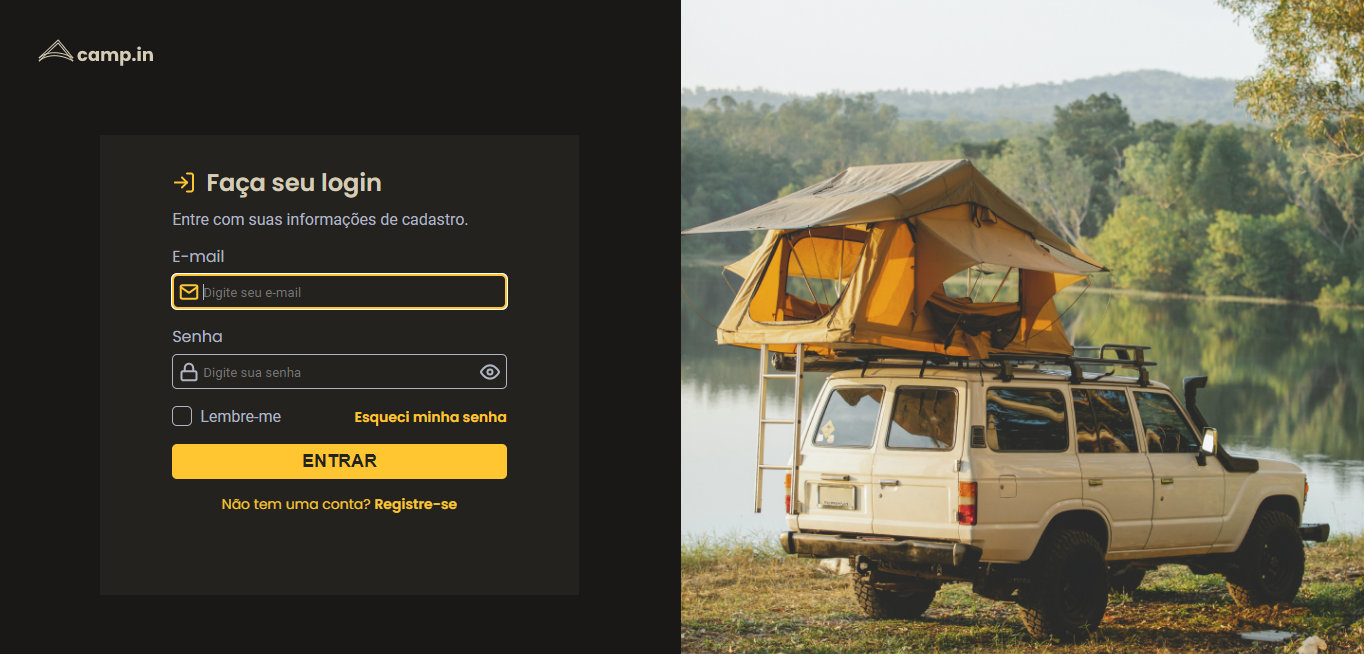 camp.in
Faça seu login
Entre com suas informações de cadastro.
E-mail
Digite seu e-mail
Senha
Digite sua senha
Lembre-me Esqueci minha senha
ENTRAR
Não tem uma conta? Registre-se